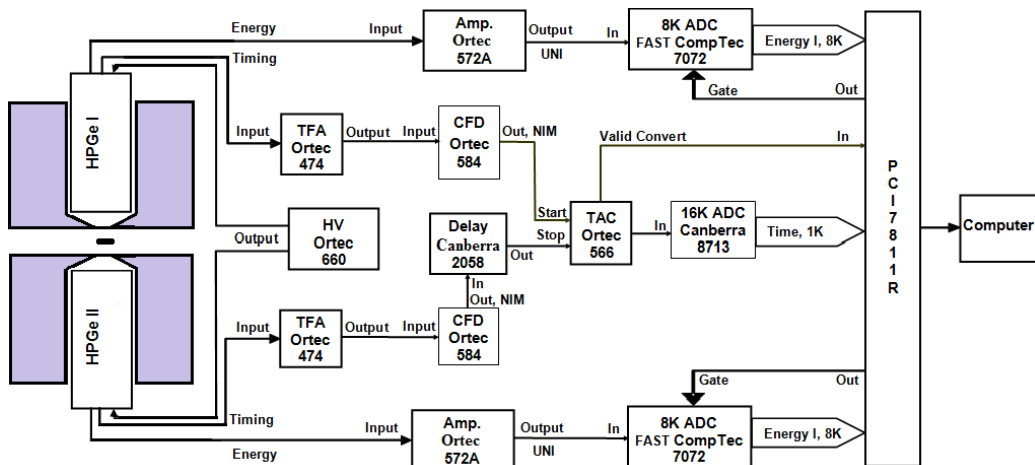 Energy
Input
Amp.
Ortec
572A
Output
UNI
In
8K ADC
FAST CompTec
7072
Energy I, 8K
Timing
Gate
Out
HPGe I
Input
TFA
Ortec
474
Output
Input
CFD
Ortec
584
Out, NIM
Valid Convert
In
Output
HV
Ortec
660
Delay
Canberra
2058
Start
Stop
Out
TAC
Ortec
566
In
16K ADC
Canberra
8713
Time, 1K
PCI7811R
Computer
In
Out, NIM
HPGe II
Input
TFA
Ortec
474
Output
Input
CFD
Ortec
584
Timing
Gate
Out
Energy
Input
Amp.
Ortec
572A
Output
UNI
In
8K ADC
FAST CompTec
7072
Energy I, 8K